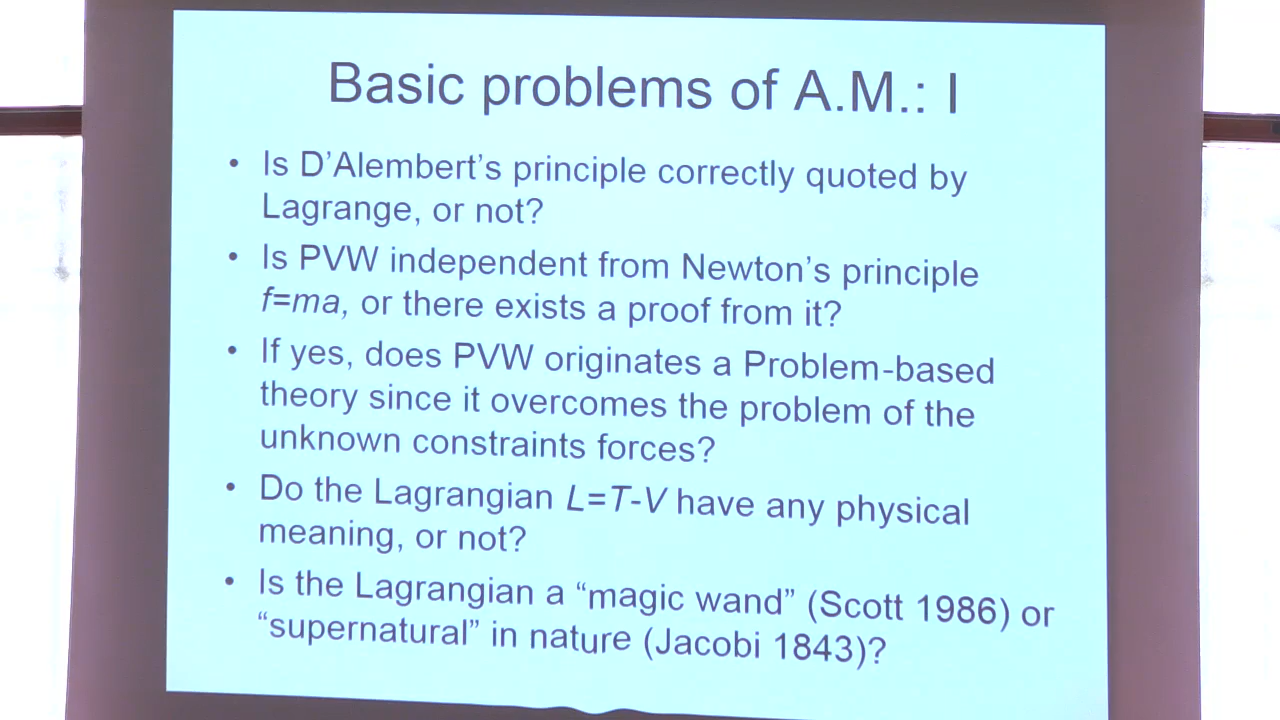 Basic problems of A.M.: I
• Is D’Alembert’s principle correctly quoted by
Lagrange, or not?
• Is PVW independent from Newton’s principle
f=ma, or there exists a proof from it?
• If yes, does PVW originates a Problem-based
theory since it overcomes the problem of the
unknown constraints forces?
• Do the Lagrangian L=T-V have any physical
meaning, or not?
• Is the Lagrangian a “magic wand” (Scott 1986) or
“supernatural” in nature (Jacobi 1843)?